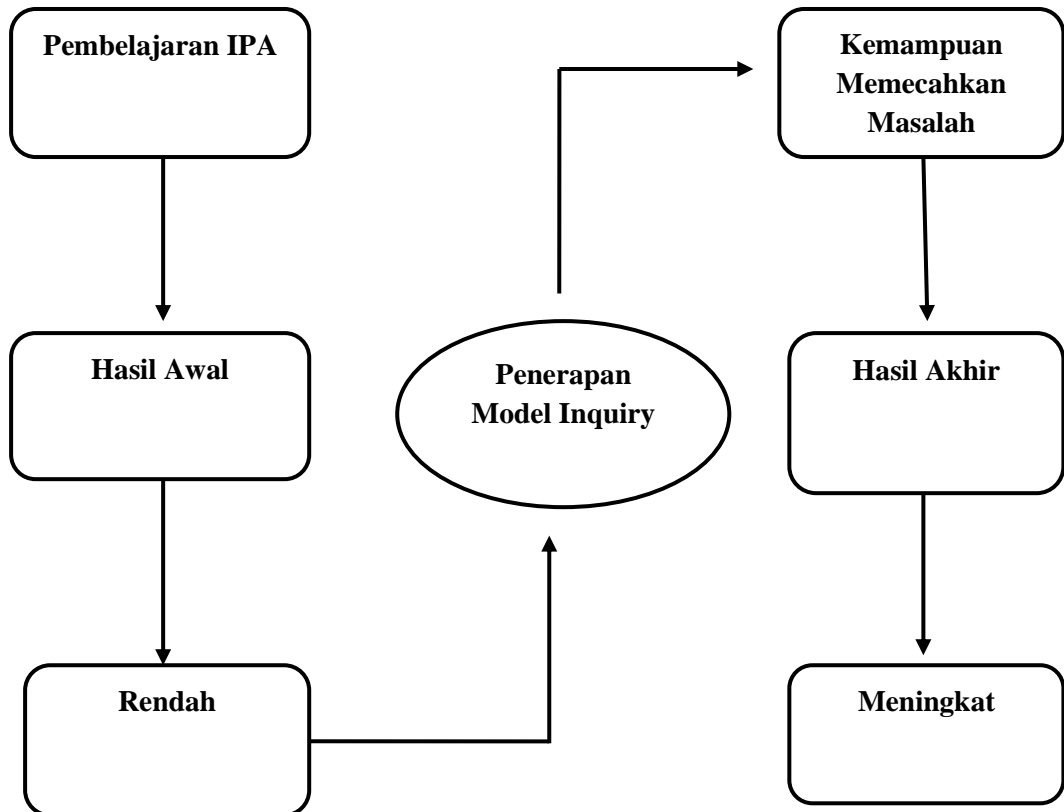 Pembelajaran IPA
Hasil Awal
Rendah
Penerapan
Model Inquiry
Kemampuan
Memecahkan
Masalah
Hasil Akhir
Meningkat